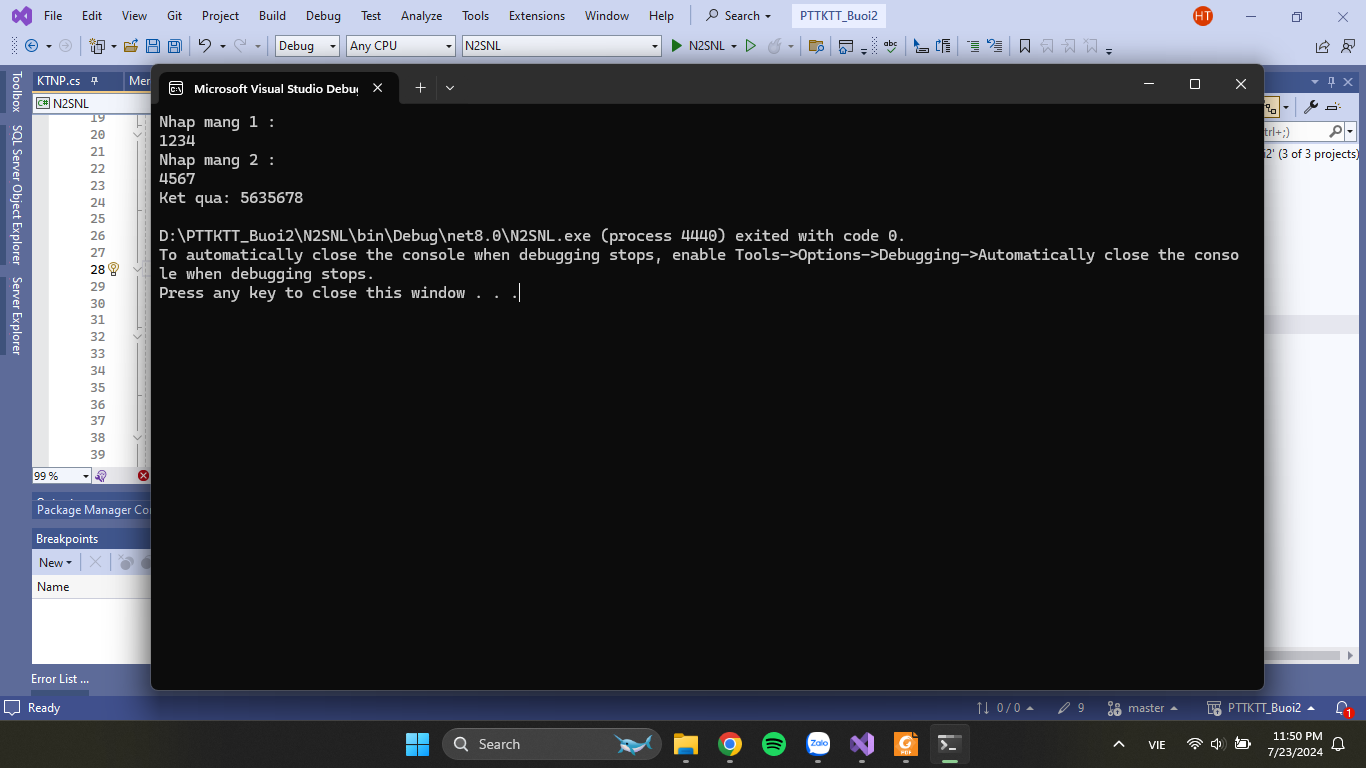 File Edit View Git Project Build Debug Test Analyze Tools Extensions Window Help Search PTTKTT_Buoi2 HT
Debug Any CPU N2SNL N2SNL
KTNP.cs
N2SNL
Toolbox
SQL Server Object Explorer
Server Explorer
19
20
21
22
23
24
25
26
27
28
29
30
31
32
33
34
35
36
37
38
39
99 %
Package Manager
Breakpoints
New
Name
Error List ...
Microsoft Visual Studio
Nhap mang 1 :
1234
Nhap mang 2 :
4567
Ket qua: 5635678
D:\PTTKTT_Buoi2\N2SNL\bin\Debug\net8.0\N2SNL.exe (process 4440) exited with code 0.
To automatically close the console when debugging stops, enable Tools->Options->Debugging->Automatically close the conso
le when debugging stops.
Press any key to close this window . . .
trl+;)
i2' (3 of 3 projects)
Ready 0 / 0 9 master PTTKTT_Buoi2 1
Search Zalo PDF VIE 11:50 PM
7/23/2024